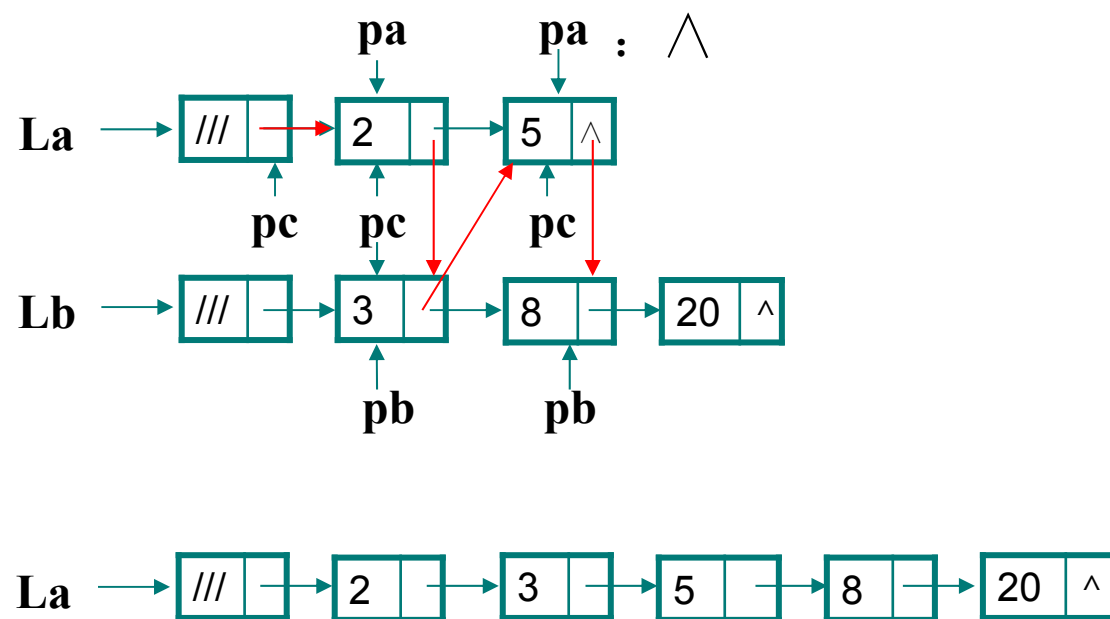 pa pa ： ∧
La /// 2 5 ∧
pc pc pc
Lb /// 3 8 20 ^
pb pb
La /// 2 3 5 8 20 ^